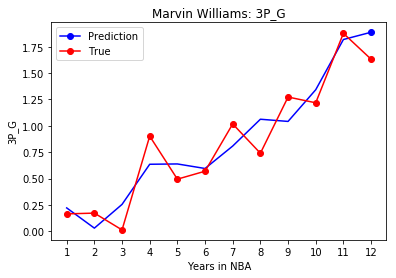 Marvin Williams: 3P_G
Prediction
True
3P_G
1.75
1.50
1.25
1.00
0.75
0.50
0.25
0.00
1 2 3 4 5 6 7 8 9 10 11 12
Years in NBA